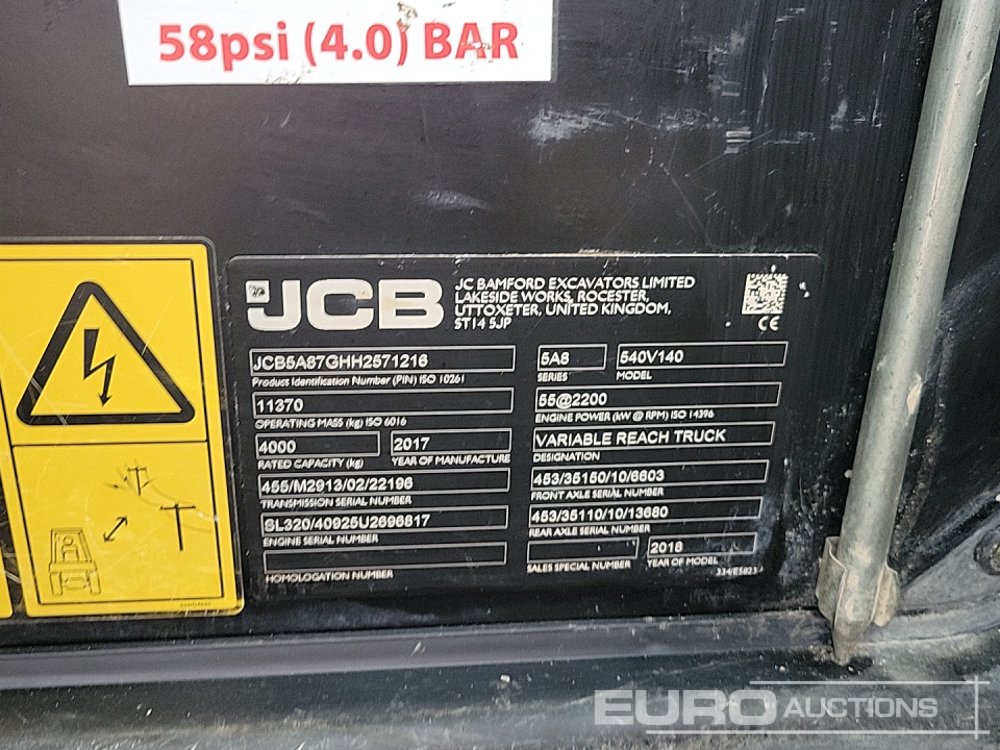 58psi (4.0) BAR
JCB
JC BAMFORD EXCAVATORS LIMITED
LAKESIDE WORKS, ROCESTER,
UTTOXETER, UNITED KINGDOM,
ST14 5JP
CE
JCB5A87GHH2571216
Product Identification Number (PIN) ISO 10261
11370
OPERATING MASS (kg) ISO 6016
4000
RATED CAPACITY (kg)
2017
YEAR OF MANUFACTURE
455/M2913/02/22196
TRANSMISSION SERIAL NUMBER
SL320/40925U2696817
ENGINE SERIAL NUMBER
HOMOLOGATION NUMBER
5A8
SERIES
540V140
MODEL
55@2200
ENGINE POWER (kW @ RPM) ISO 14396
VARIABLE REACH TRUCK
DESIGNATION
453/35150/10/6603
FRONT AXLE SERIAL NUMBER
453/35110/10/13680
REAR AXLE SERIAL NUMBER
SALES SPECIAL NUMBER
2018
YEAR OF MODEL
334/E5823
EURO AUCTIONS